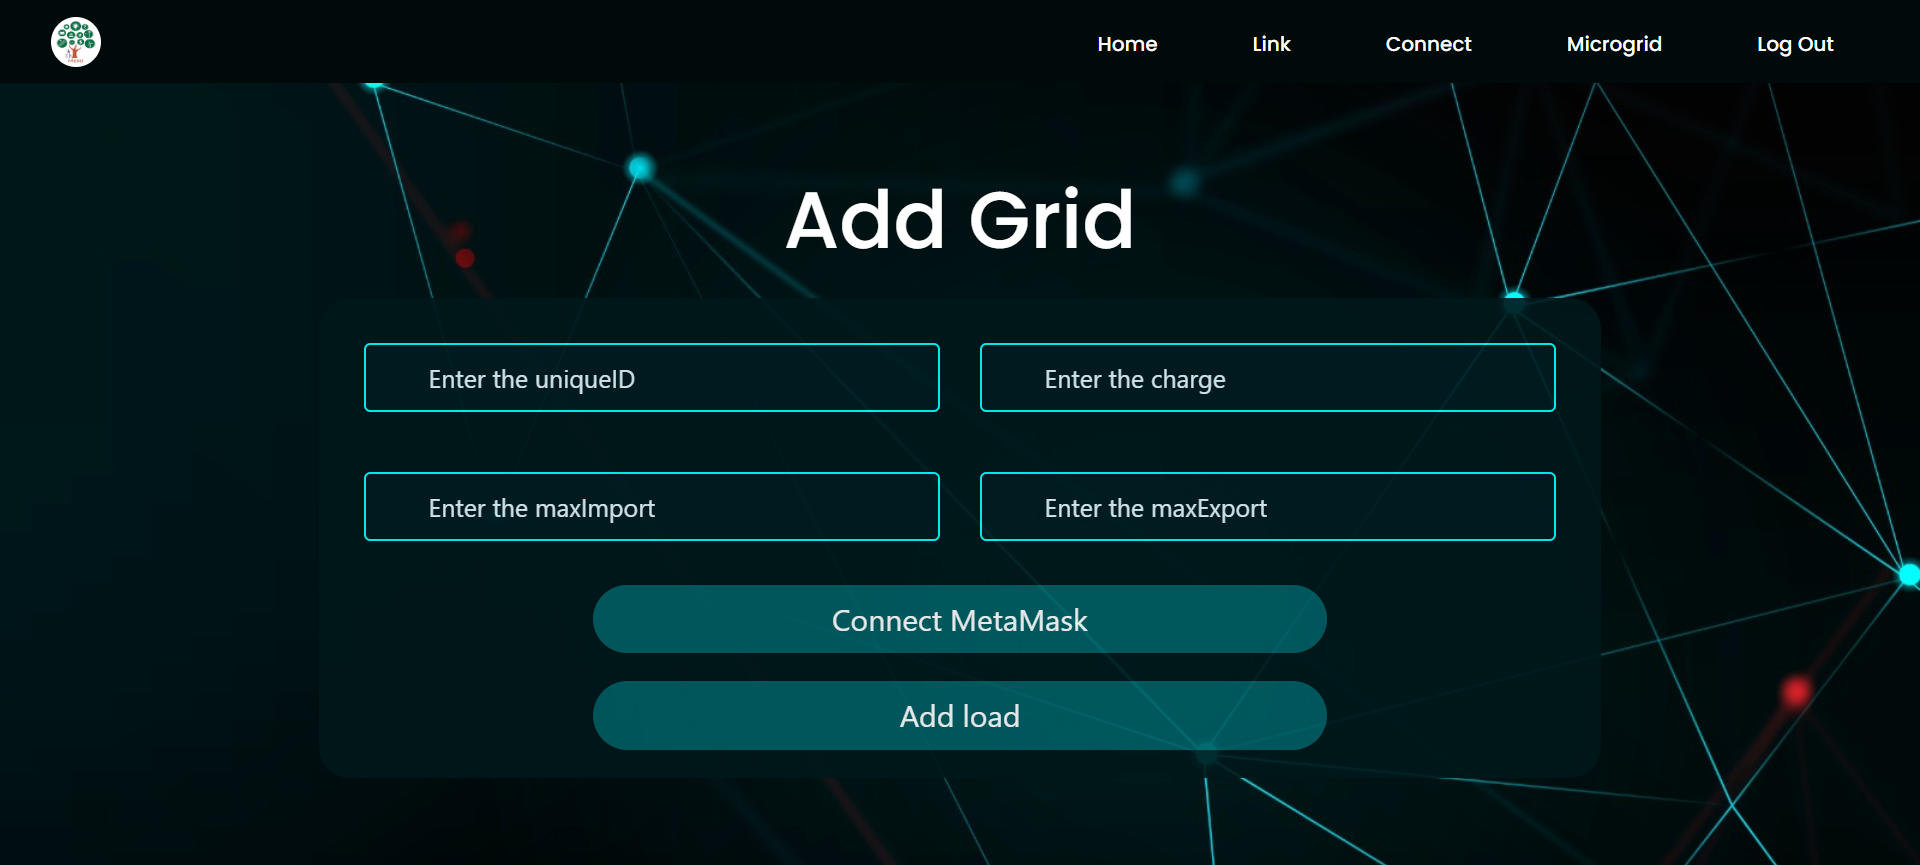 Home Link Connect Microgrid Log Out
Add Grid
Enter the uniqueID
Enter the charge
Enter the maxImport
Enter the maxExport
Connect MetaMask
Add load